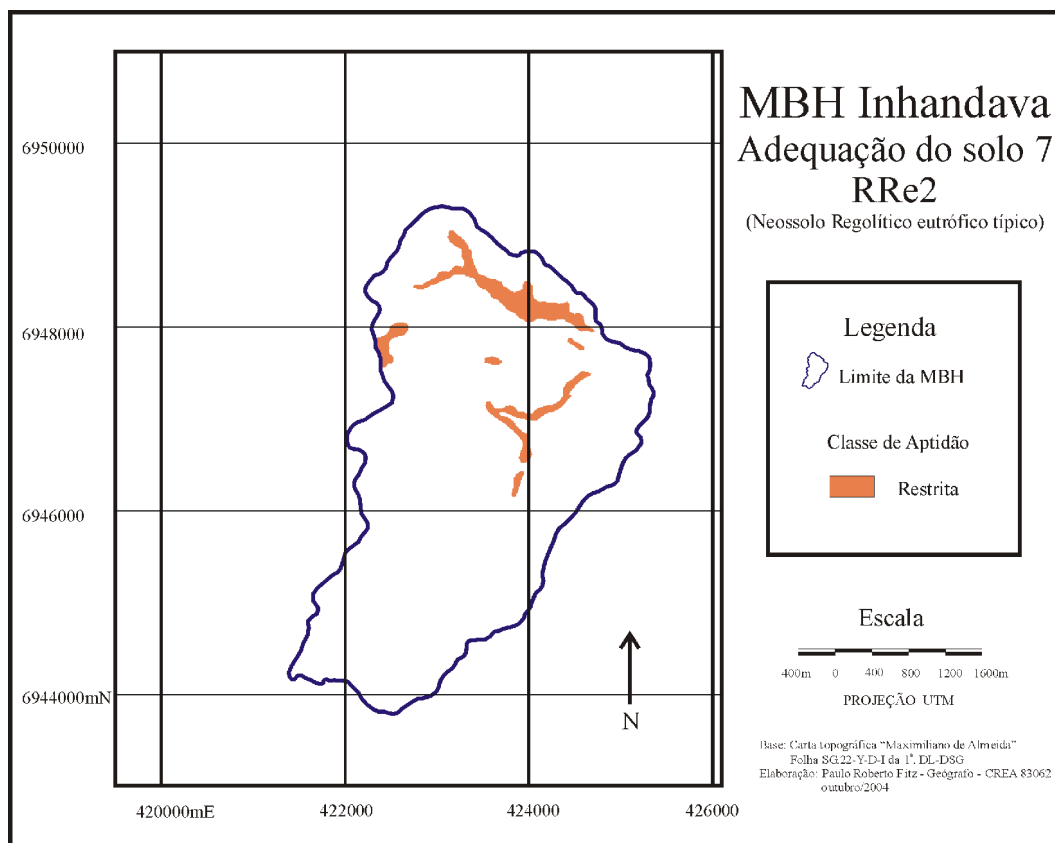 MBH Inhandava
Adequação do solo 7
RRe2
(Neossolo Regolítico eutrófico típico)
6950000
6948000
6946000
6944000mN
420000mE
422000
424000
426000
N
Legenda
Limite da MBH
Classe de Aptidão
Restrita
Escala
400m 0 400 800 1200 1600m
PROJEÇÃO UTM
Base: Carta topográfica "Maximiliano de Almeida"
Folha SG.22-Y-D-I da 1ª. DL-DSG
Elaboração: Paulo Roberto Fitz - Geógrafo - CREA 83062
outubro/2004